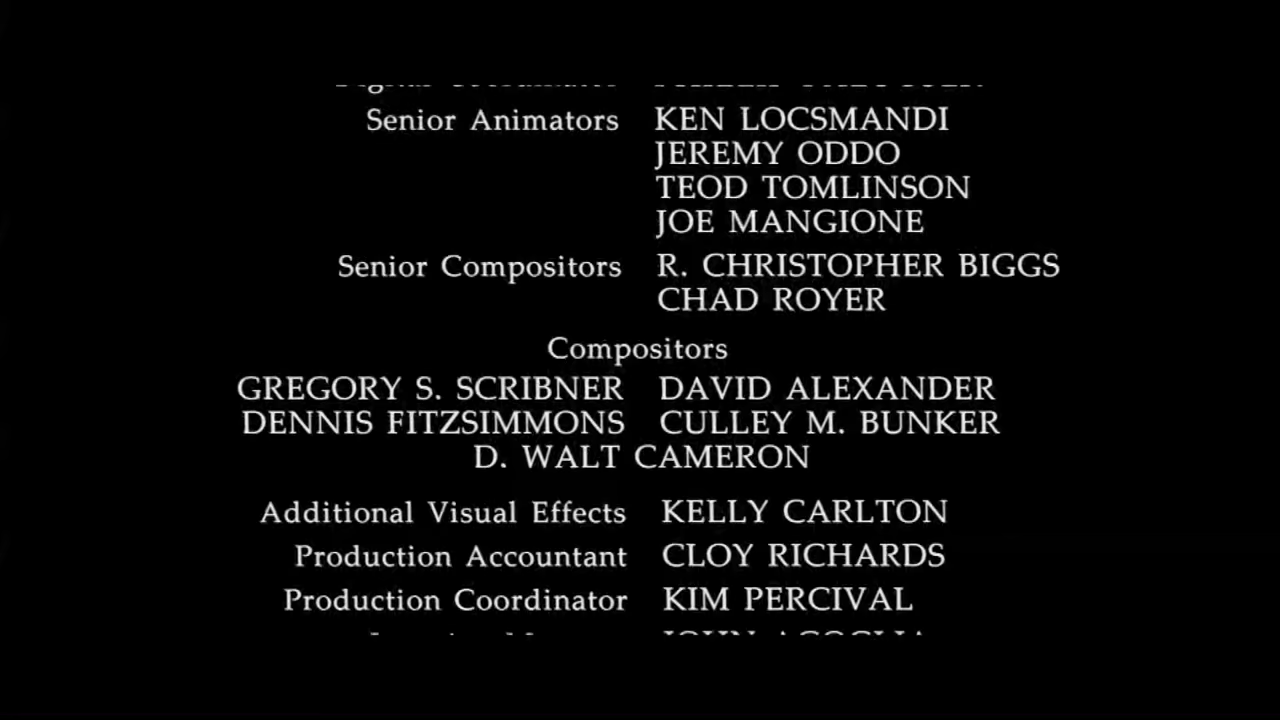 Senior Animators KEN LOCSMANDI
JEREMY ODDO
TEOD TOMLINSON
JOE MANGIONE
Senior Compositors R. CHRISTOPHER BIGGS
CHAD ROYER
Compositors
GREGORY S. SCRIBNER DAVID ALEXANDER
DENNIS FITZSIMMONS CULLEY M. BUNKER
D. WALT CAMERON
Additional Visual Effects KELLY CARLTON
Production Accountant CLOY RICHARDS
Production Coordinator KIM PERCIVAL